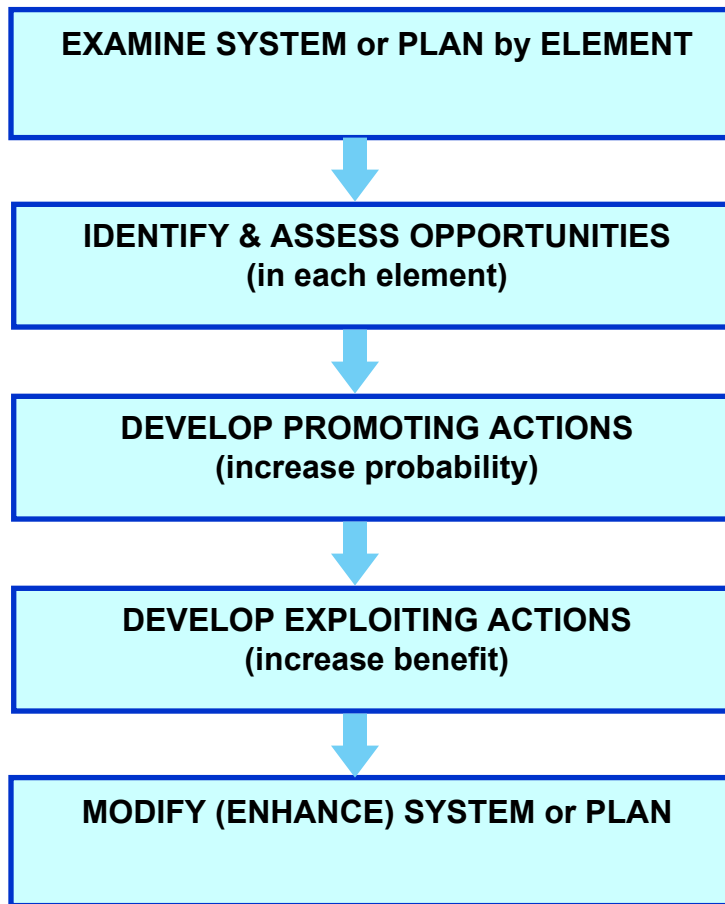 EXAMINE SYSTEM or PLAN by ELEMENT
IDENTIFY & ASSESS OPPORTUNITIES
(in each element)
DEVELOP PROMOTING ACTIONS
(increase probability)
DEVELOP EXPLOITING ACTIONS
(increase benefit)
MODIFY (ENHANCE) SYSTEM or PLAN